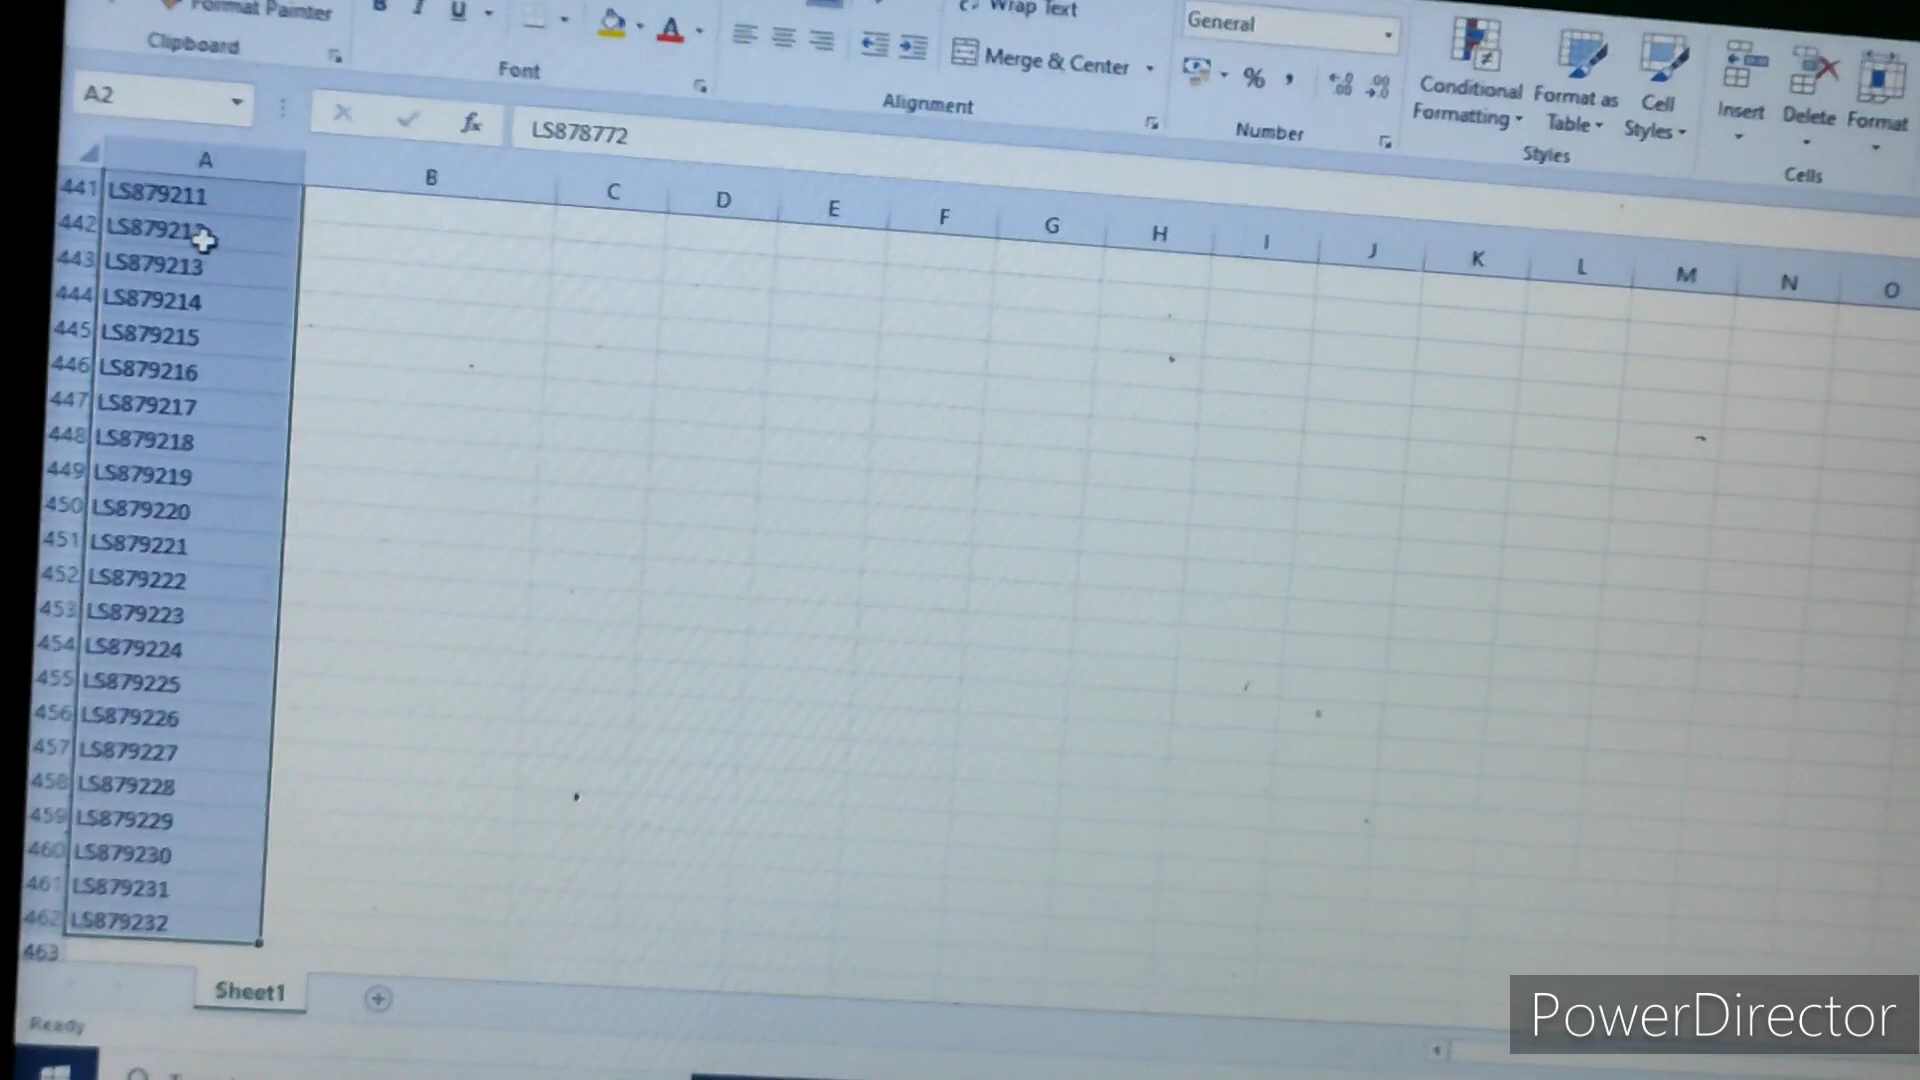 Format Painter
B I U
Wrap Text
General
Clipboard
Font
Merge & Center
Alignment
%
Number
Conditional Formatting
Format as Table
Cell Styles
Styles
Insert
Delete
Format
Cells
A2
fx
LS878772
A B C D E F G H I J K L M N O
441 LS879211
442 LS87921
443 LS879213
444 LS879214
445 LS879215
446 LS879216
447 LS879217
448 LS879218
449 LS879219
450 LS879220
451 LS879221
452 LS879222
453 LS879223
454 LS879224
455 LS879225
456 LS879226
457 LS879227
458 LS879228
459 LS879229
460 LS879230
461 LS879231
462 LS879232
463
Sheet1
Ready
PowerDirector